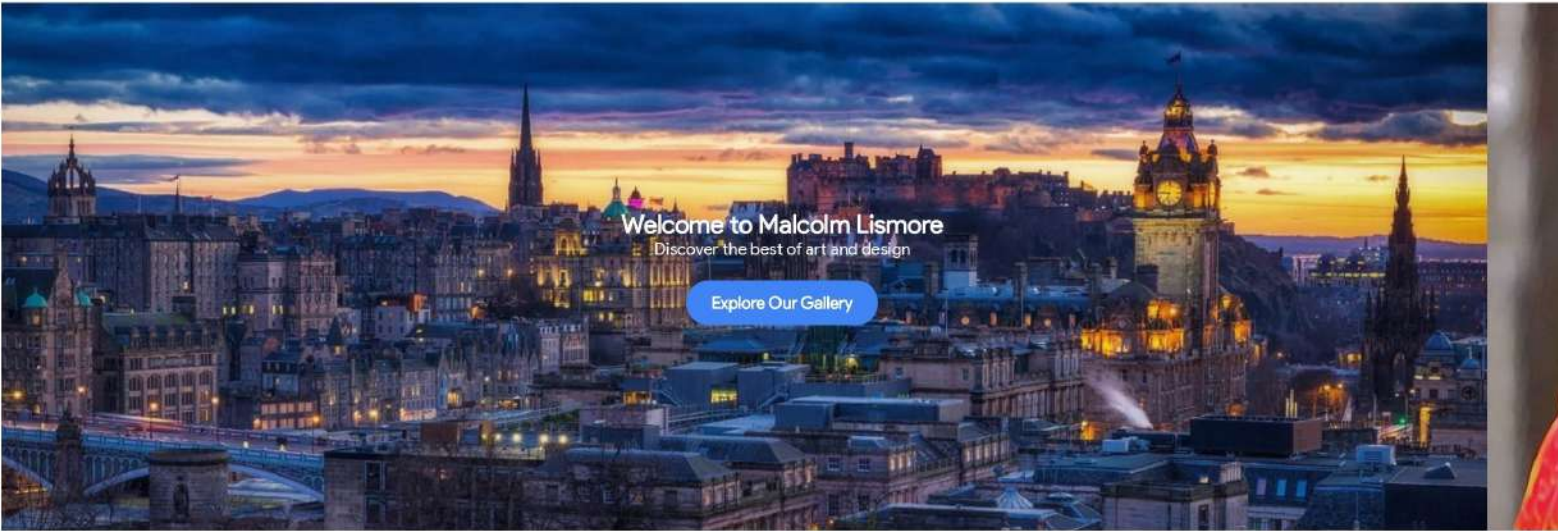 Welcome to Malcolm Lismore
Discover the best of art and design
Explore Our Gallery